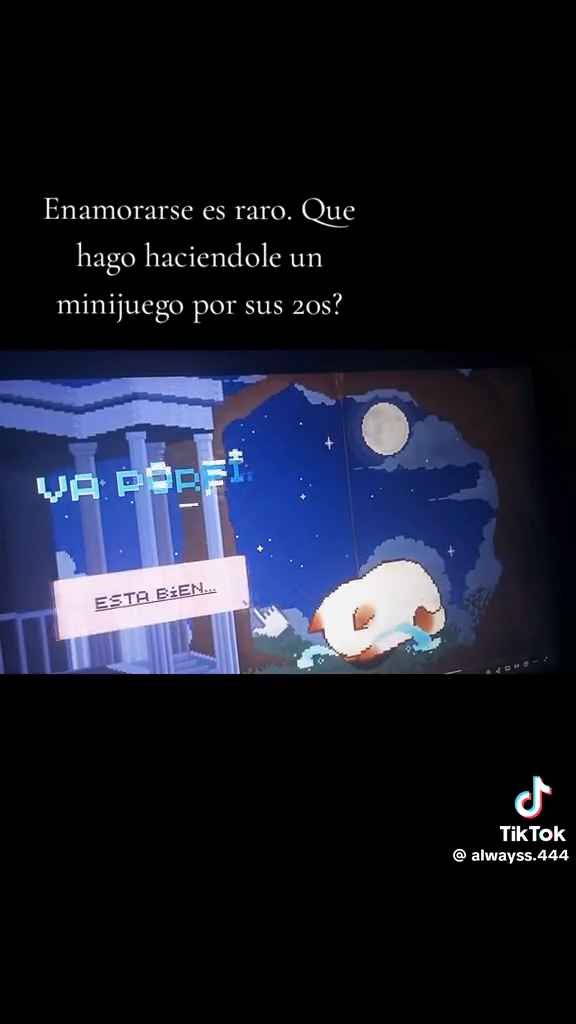 Enamorarse es raro. Que
hago haciendole un
minijuego por sus 20s?
VA PORFI
ESTA BIEN...
TikTok
@ alwayss.444